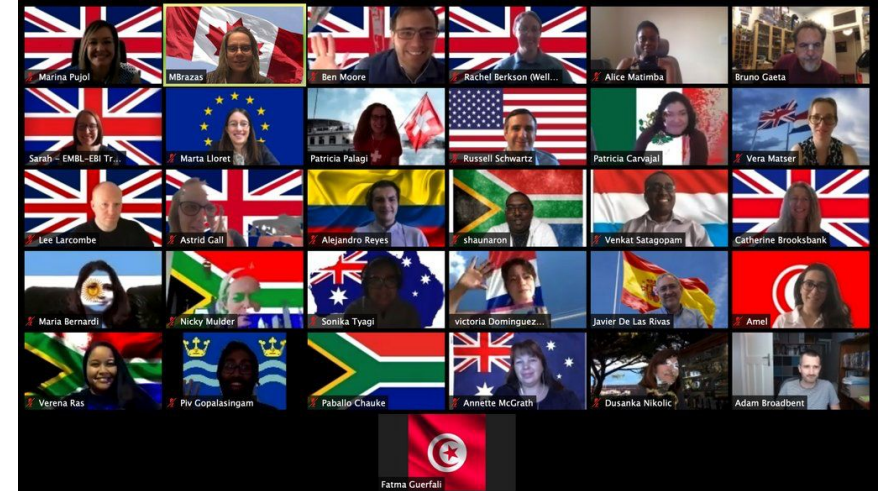 Marina Pujol
MBrazas
Ben Moore
Rachel Berkson (Well...
Alice Matimba
Bruno Gaeta
Sarah - EMBL-EBI Tr...
Marta Lloret
Patricia Palagi
Russell Schwartz
Patricia Carvajal
Vera Matser
Lee Larcombe
Astrid Gall
Alejandro Reyes
shaunaron
Venkat Satagopam
Catherine Brooksbank
Maria Bernardi
Nicky Mulder
Sonika Tyagi
victoria Dominguez...
Javier De Las Rivas
Amel
Verena Ras
Piv Gopalasingam
Paballo Chauke
Annette McGrath
Dusanka Nikolic
Adam Broadbent
Fatma Guerfali